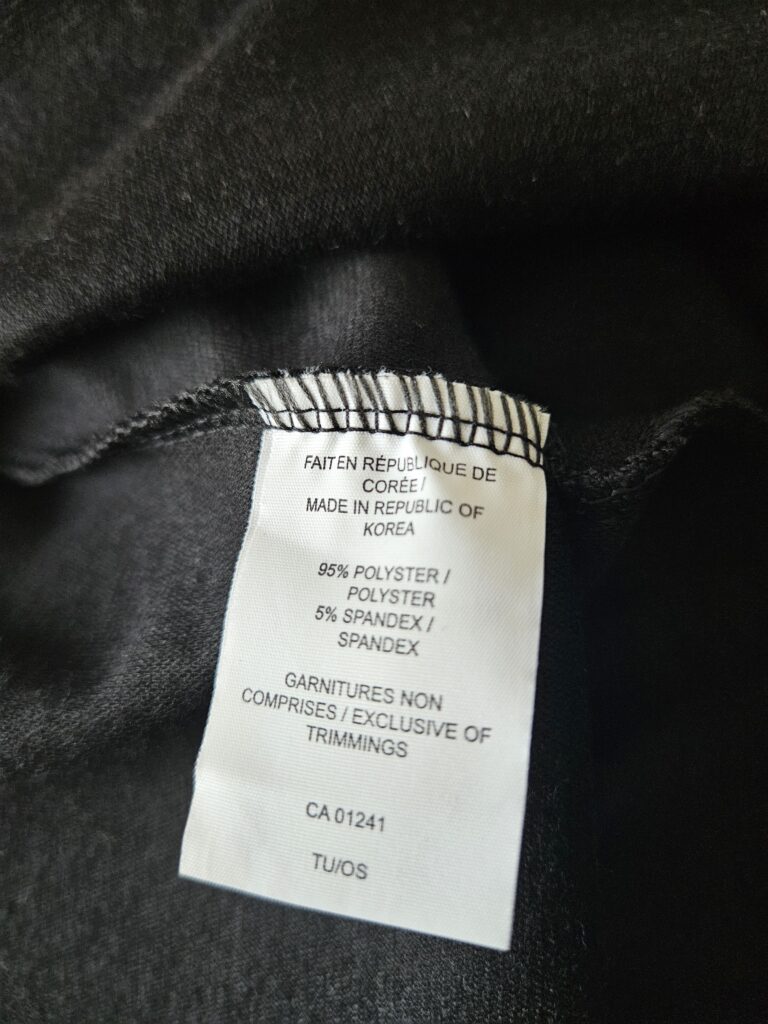 FAITEN RÉPUBLIQUE DE
CORÉE/
MADE IN REPUBLIC OF
KOREA
95% POLYSTER /
POLYSTER
5% SPANDEX /
SPANDEX
GARNITURES NON
COMPRISES / EXCLUSIVE OF
TRIMMINGS
CA 01241
TU/OS